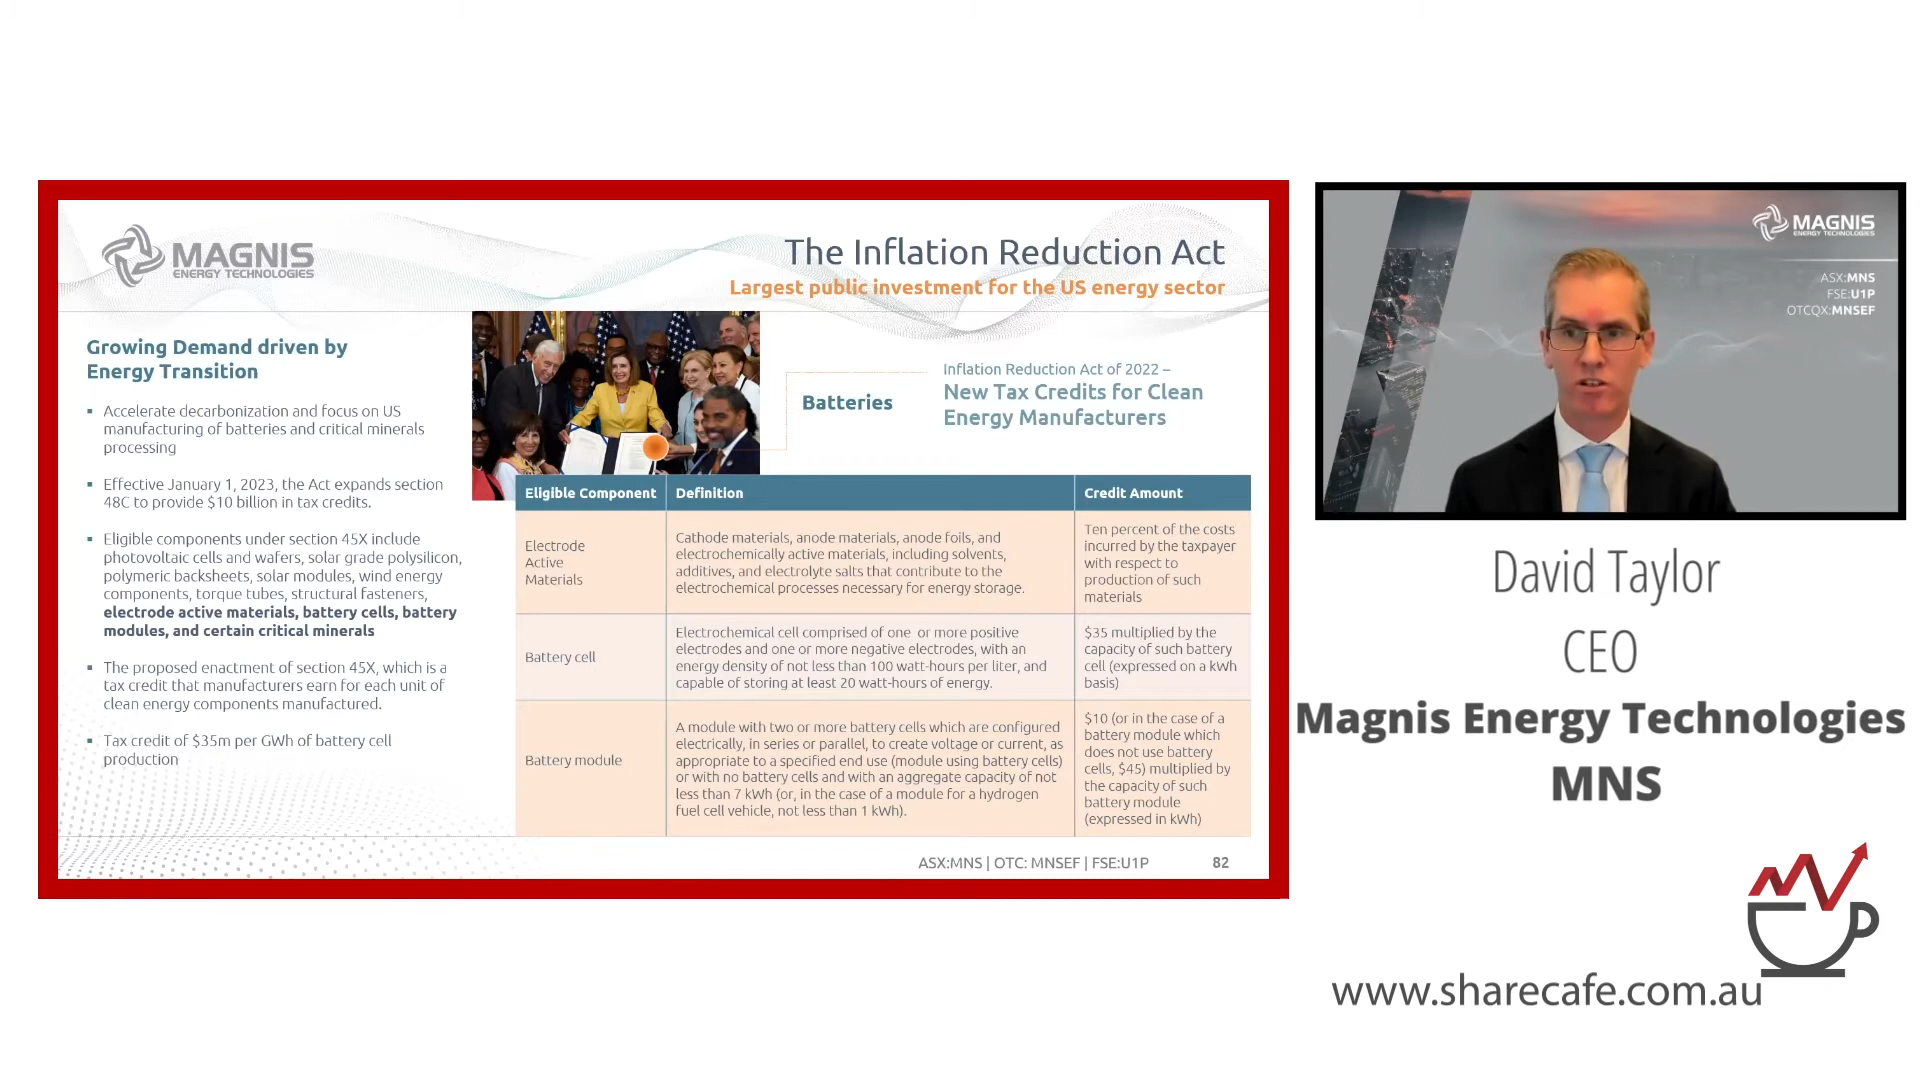 MAGNIS
ENERGY TECHNOLOGIES
The Inflation Reduction Act
Largest public investment for the US energy sector
Growing Demand driven by
Energy Transition
▪ Accelerate decarbonization and focus on US
manufacturing of batteries and critical minerals
processing
▪ Effective January 1, 2023, the Act expands section
48C to provide $10 billion in tax credits.
▪ Eligible components under section 45X include
photovoltaic cells and wafers, solar grade polysilicon,
polymeric backsheets, solar modules, wind energy
components, torque tubes, structural fasteners,
electrode active materials, battery cells, battery
modules, and certain critical minerals
▪ The proposed enactment of section 45X, which is a
tax credit that manufacturers earn for each unit of
clean energy components manufactured.
▪ Tax credit of $35m per GWh of battery cell
production
Batteries
Inflation Reduction Act of 2022 –
New Tax Credits for Clean
Energy Manufacturers
Eligible Component
Definition
Credit Amount
Electrode
Active
Materials
Cathode materials, anode materials, anode foils, and
electrochemically active materials, including solvents,
additives, and electrolyte salts that contribute to the
electrochemical processes necessary for energy storage.
Ten percent of the costs
incurred by the taxpayer
with respect to
production of such
materials
Battery cell
Electrochemical cell comprised of one or more positive
electrodes and one or more negative electrodes, with an
energy density of not less than 100 watt-hours per liter, and
capable of storing at least 20 watt-hours of energy.
$35 multiplied by the
capacity of such battery
cell (expressed on a kWh
basis)
Battery module
A module with two or more battery cells which are configured
electrically, in series or parallel, to create voltage or current, as
appropriate to a specified end use (module using battery cells)
or with no battery cells and with an aggregate capacity of not
less than 7 kWh (or, in the case of a module for a hydrogen
fuel cell vehicle, not less than 1 kWh).
$10 (or in the case of a
battery module which
does not use battery
cells, $45) multiplied by
the capacity of such
battery module
(expressed in kWh)
ASX:MNS | OTC: MNSEF | FSE:U1P
82
MAGNIS
ENERGY TECHNOLOGIES
ASX:MNS
FSE:U1P
OTCQX:MNSEF
David Taylor
CEO
Magnis Energy Technologies
MNS
www.sharecafe.com.au